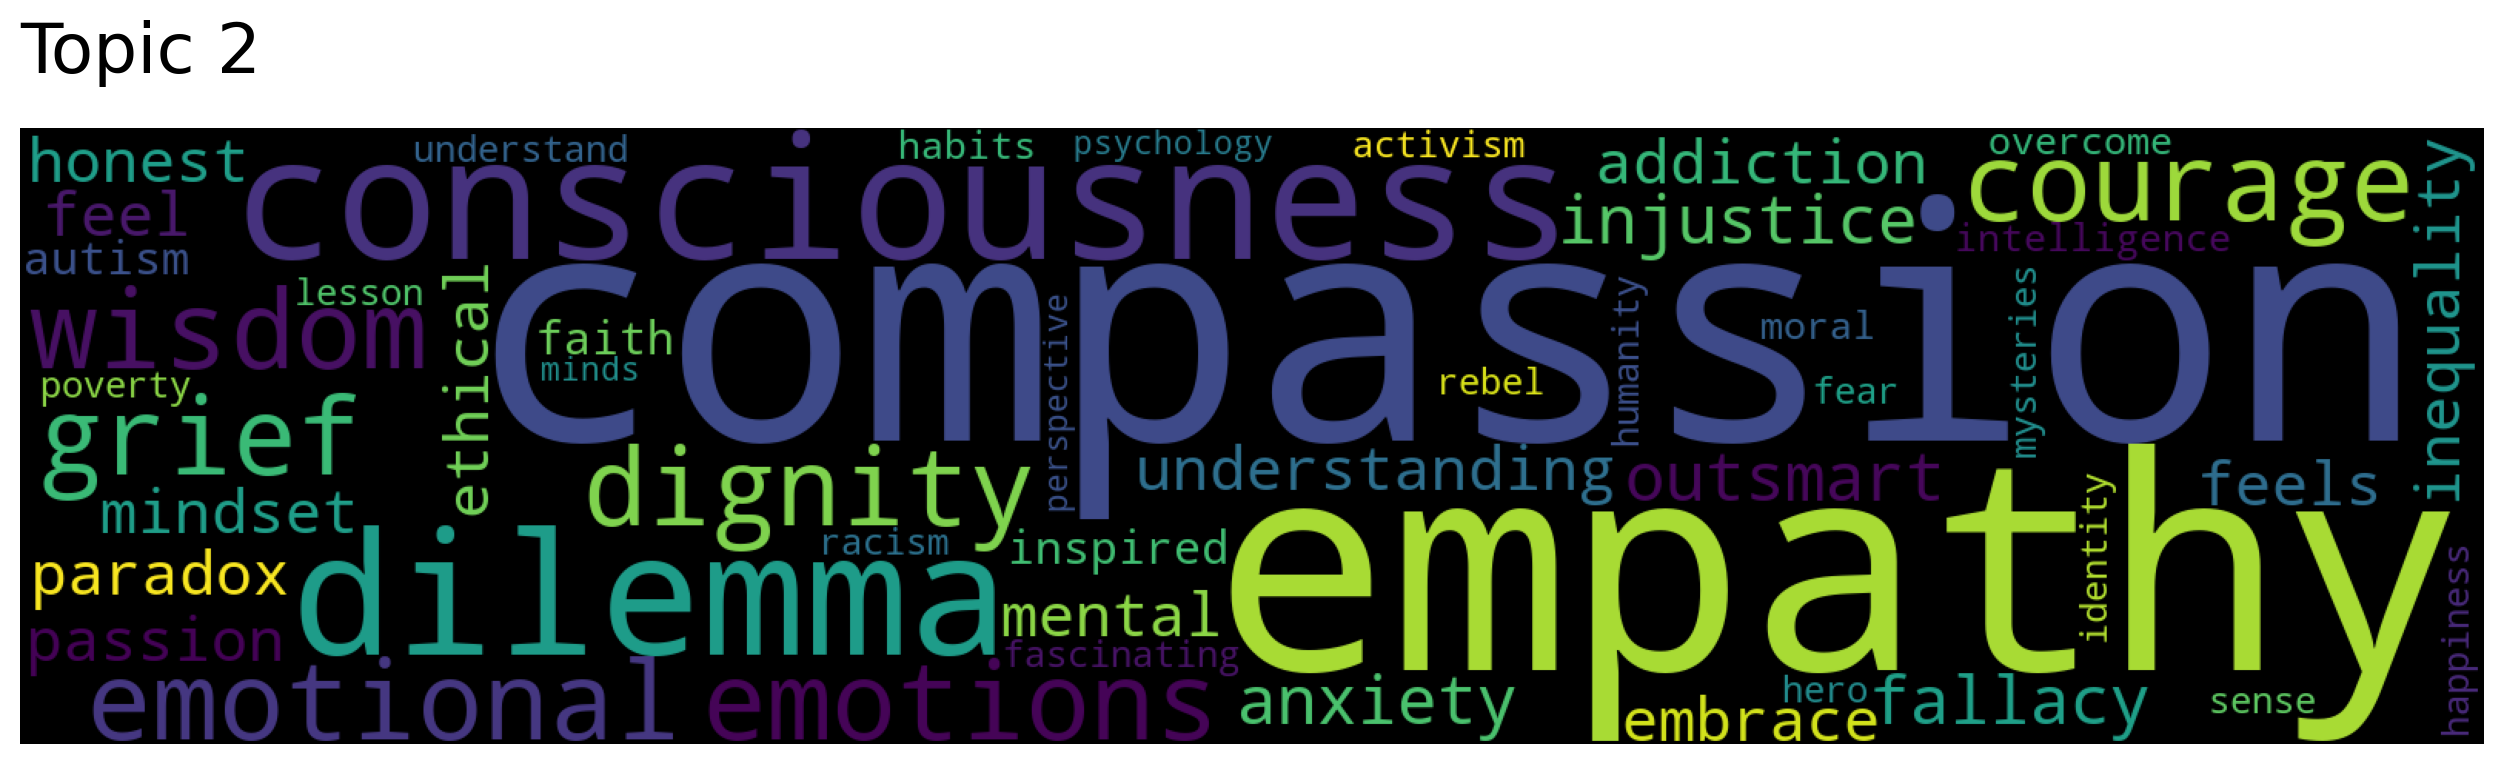 Topic 2
honest
understand
habits
psychology
activism
addiction
overcome
consciousness
courage
feel
injustice
inequality
autism
intelligence
lesson
wisdom
ethical
compassion
faith
minds
perspective
rebel
humanity
moral
fear
mysteries
poverty
grief
dignity
understanding
outsmart
feels
mindset
dilemma
racism
inspired
empathy
identity
happiness
paradox
mental
passion
fascinating
emotional
emotions
anxiety
hero
embrace
fallacy
sense